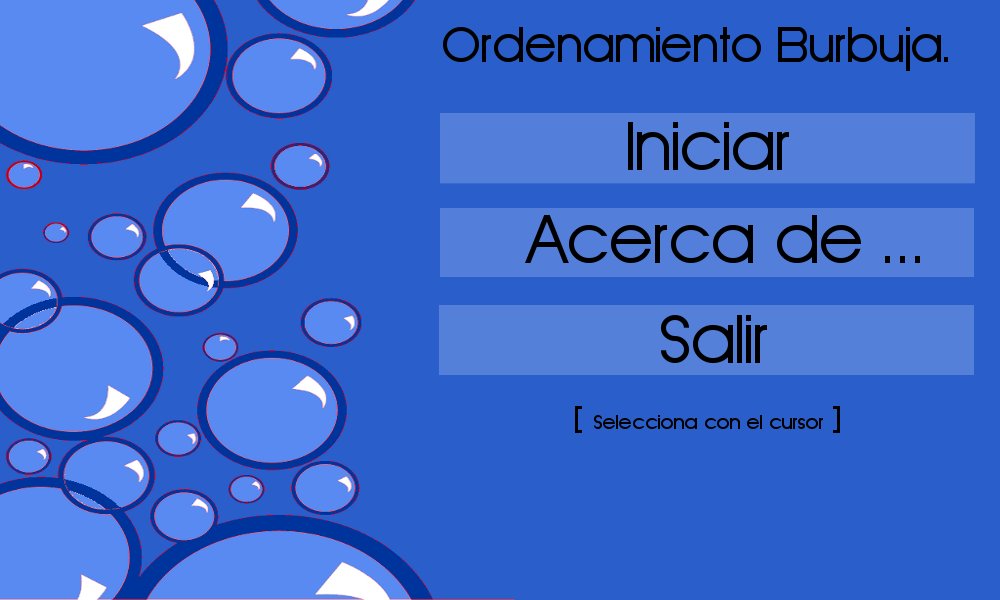 Ordenamiento Burbuja.
Iniciar
Acerca de ...
Salir
[ Selecciona con el cursor ]